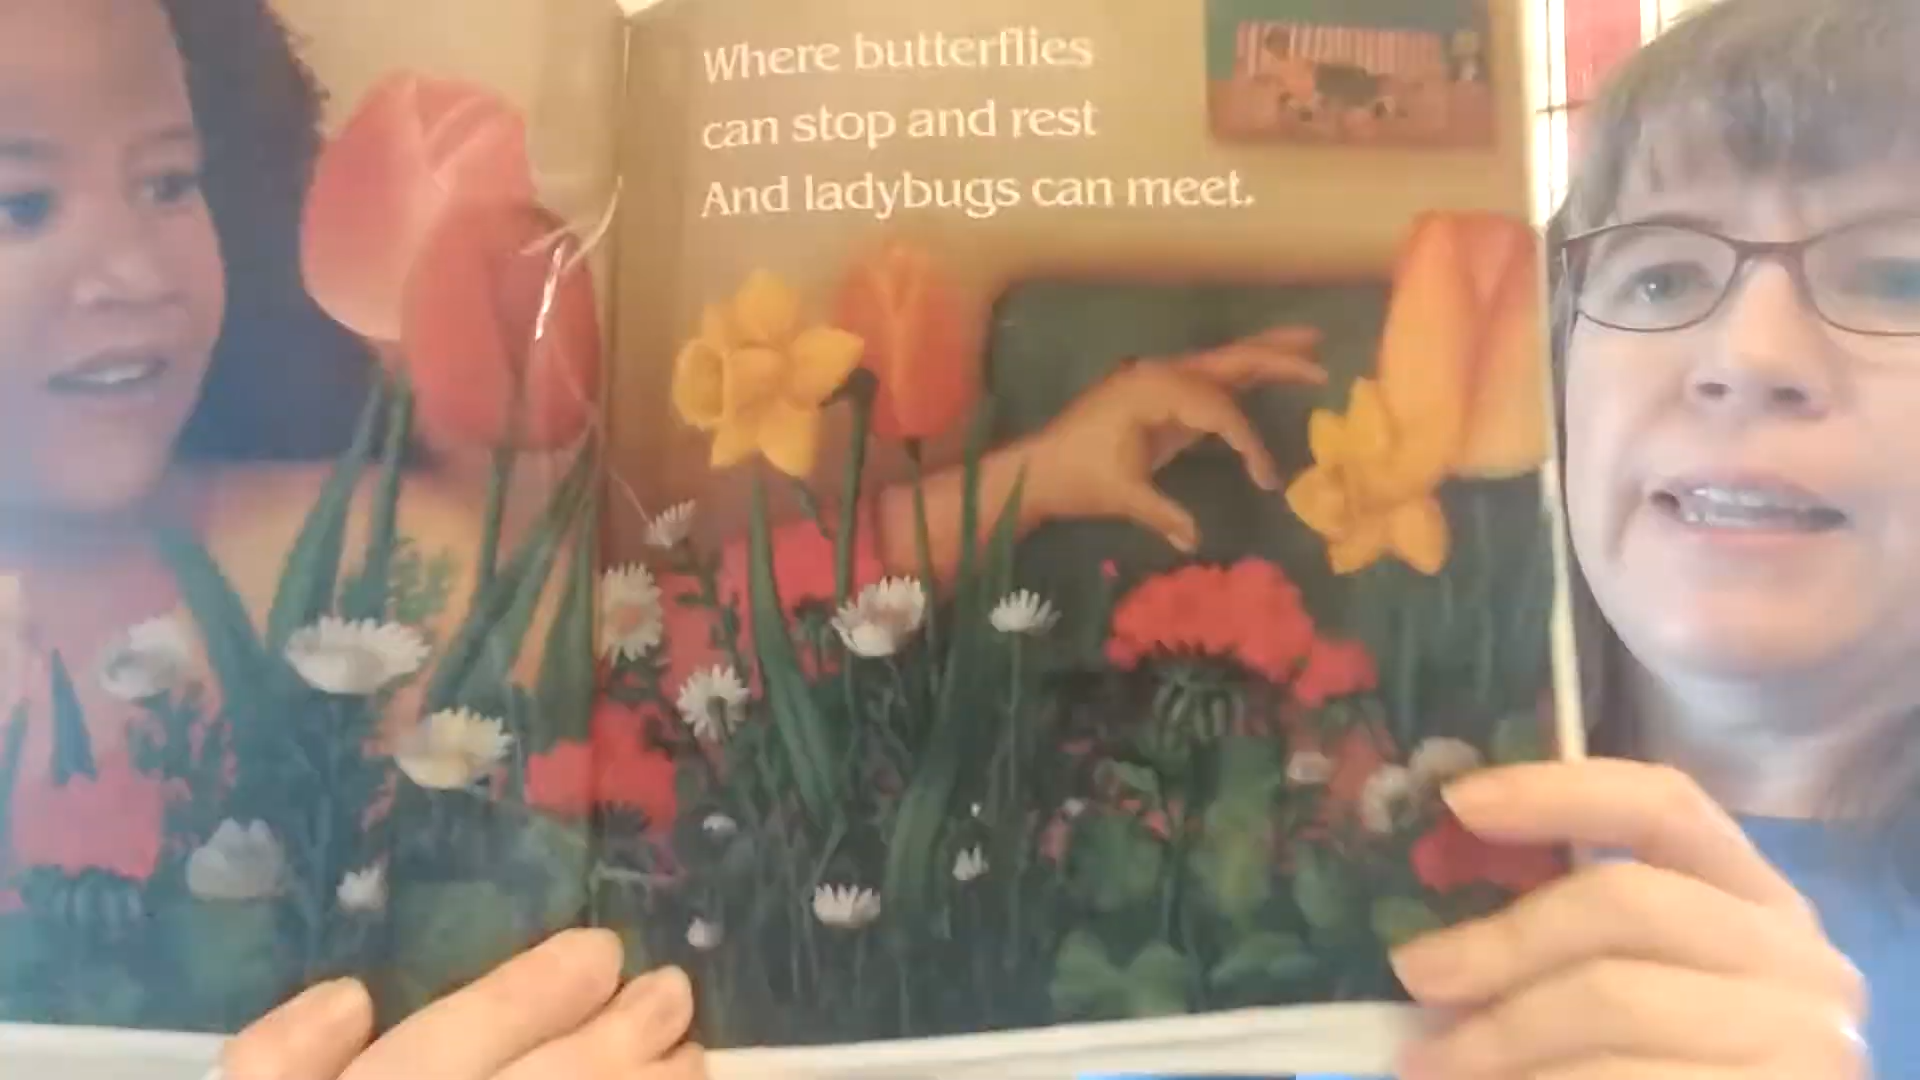 Where butterflies
can stop and rest
And ladybugs can meet.